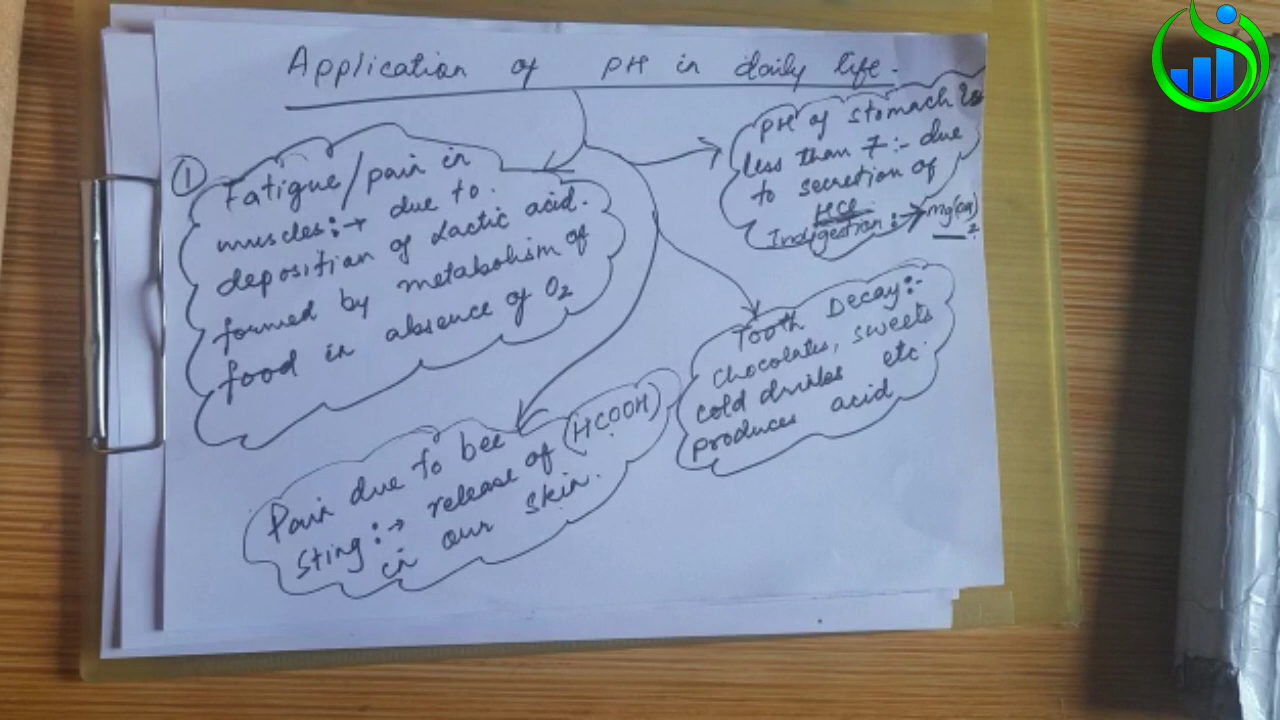 Application of PH in daily life.
①
Fatigue/pain in
muscles:→ due to
deposition of Lactic acid.
formed by metabolism of
food in absence of O2
PH of stomach is
less than 7:- due
to secretion of
HCl.
Indigestion:→ Mg(OH)2
Tooth Decay:-
chocolates, sweets
cold drinks etc.
produces acid
Pain due to bee
sting:→ release of (HCOOH)
in our skin.